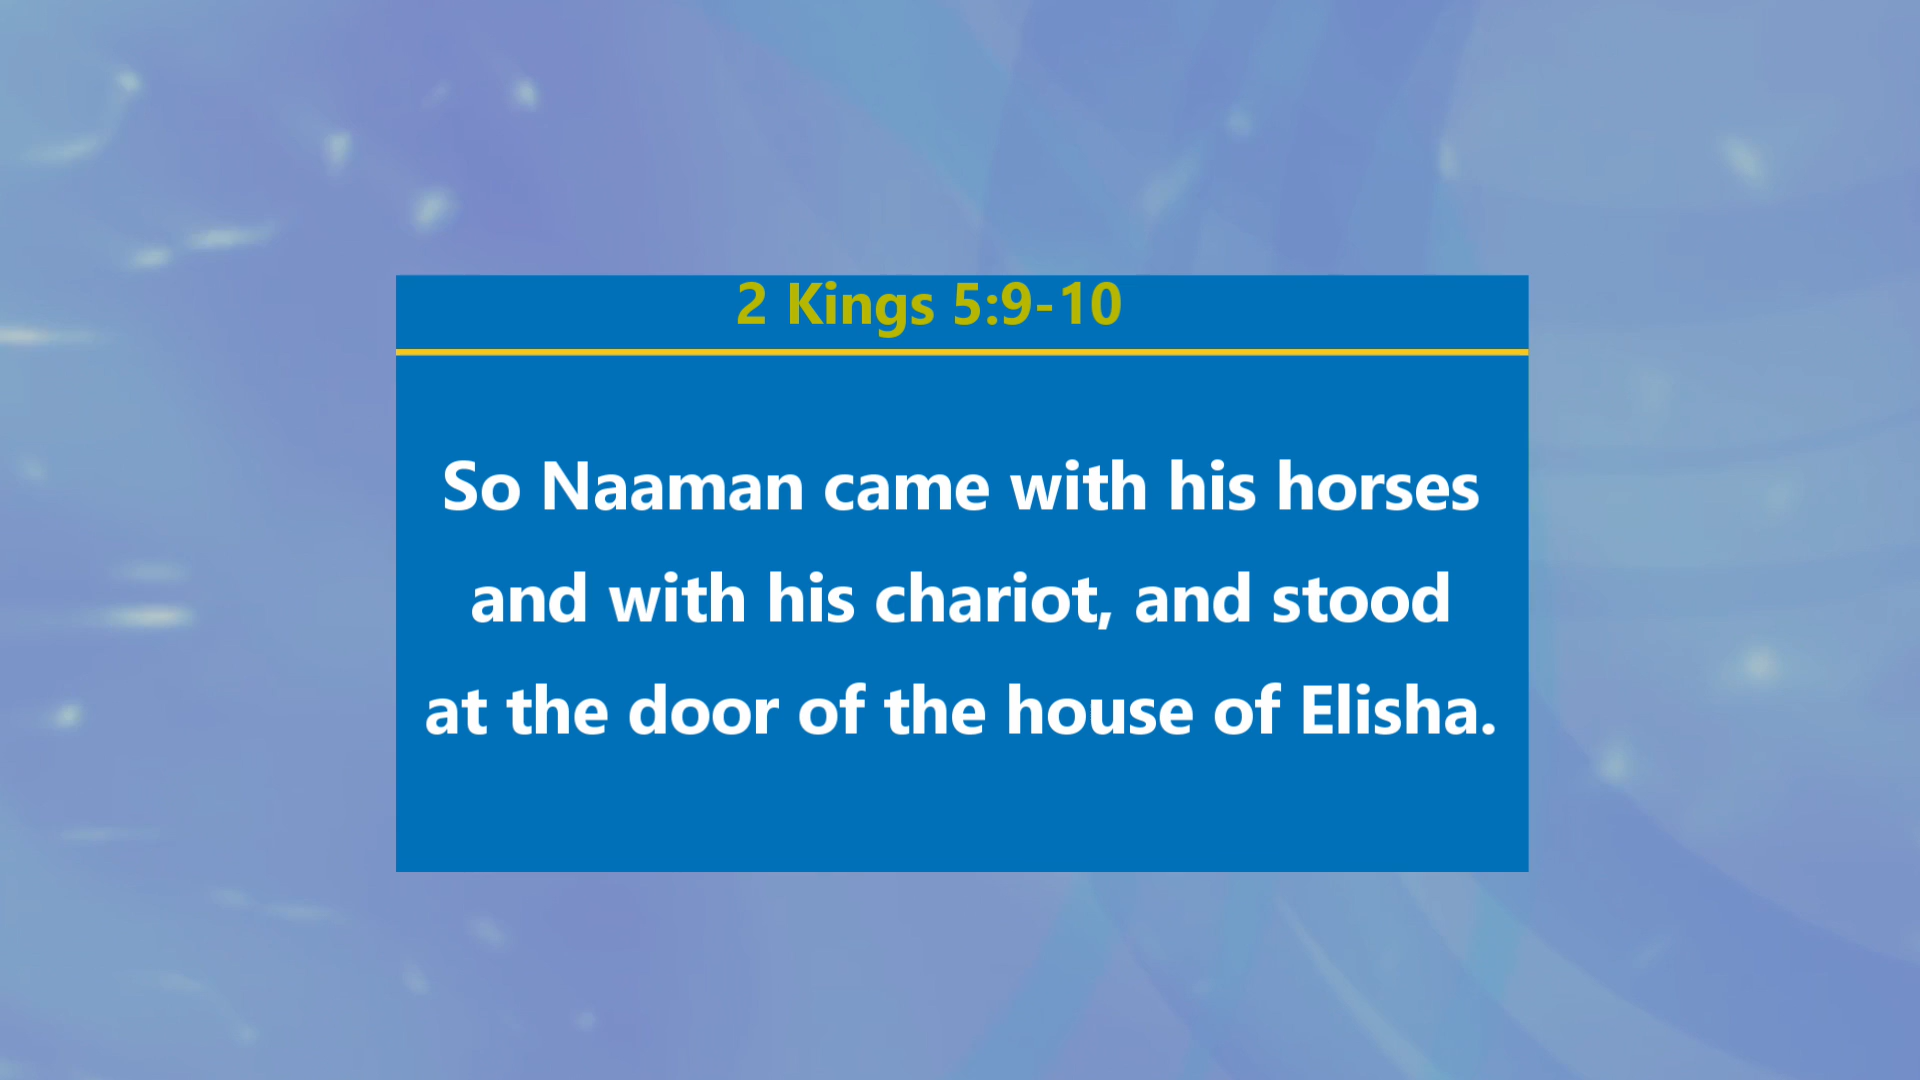 2 Kings 5:9-10
So Naaman came with his horses
and with his chariot, and stood
at the door of the house of Elisha.